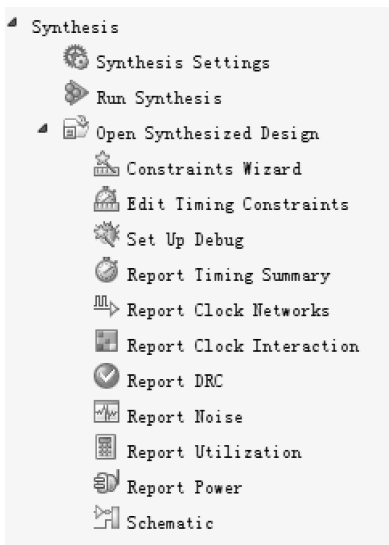 Synthesis
Synthesis Settings
Run Synthesis
Open Synthesized Design
Constraints Wizard
Edit Timing Constraints
Set Up Debug
Report Timing Summary
Report Clock Networks
Report Clock Interaction
Report DRC
Report Noise
Report Utilization
Report Power
Schematic